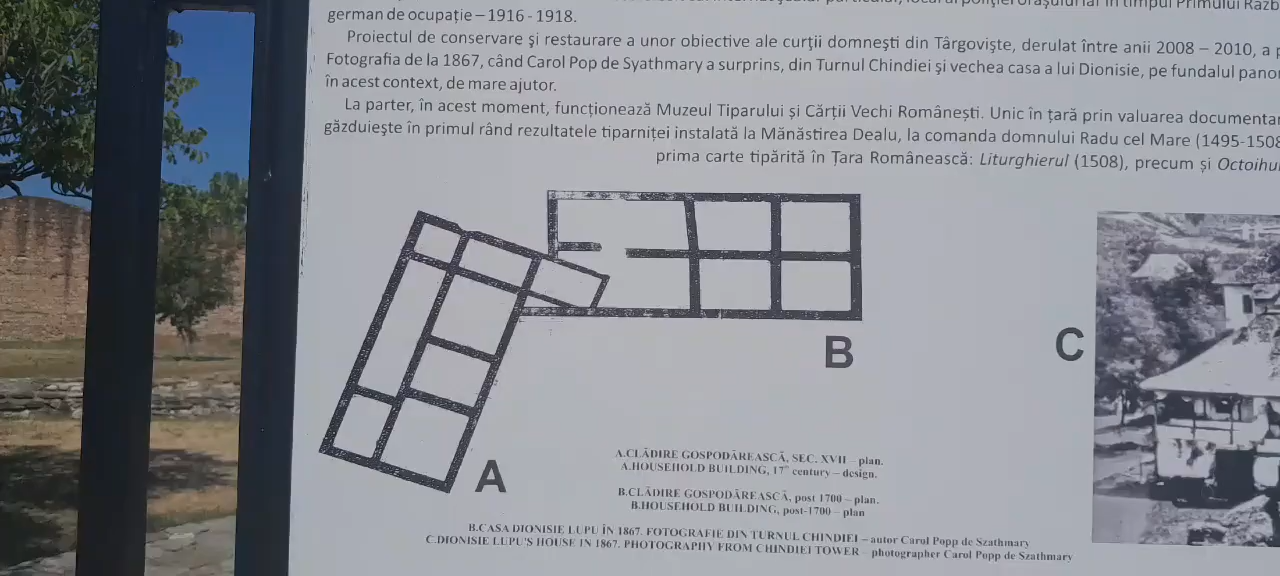 german de ocupație – 1916 - 1918.
Proiectul de conservare şi restaurare a unor obiective ale curţii domneşti din Târgovişte, derulat între anii 2008 – 2010, a
Fotografia de la 1867, când Carol Pop de Syathmary a surprins, din Turnul Chindiei şi vechea casa a lui Dionisie, pe fundalul
în acest context, de mare ajutor.
La parter, în acest moment, funcționează Muzeul Tiparului și Cărții Vechi Românești. Unic în țară prin valuarea
găzduiește în primul rând rezultatele tiparniței instalată la Mănăstirea Dealu, la comanda domnului Radu cel Mare (1495-1508
prima carte tipărită în Țara Românească: Liturghierul (1508), precum și
A
B
C
A.CLĂDIRE GOSPODĂREASCĂ, SEC. XVII – plan.
A.HOUSEHOLD BUILDING, 17th century – design.
B.CLĂDIRE GOSPODĂREASCĂ, post 1700 – plan.
B.HOUSEHOLD BUILDING, post-1700 – plan
B.CASA DIONISIE LUPU ÎN 1867. FOTOGRAFIE DIN TURNUL CHINDIEI – autor Carol Popp de Szathmary
C.DIONISIE LUPU'S HOUSE IN 1867. PHOTOGRAPHY FROM CHINDIEI TOWER – photographer Carol Popp de Szathmary